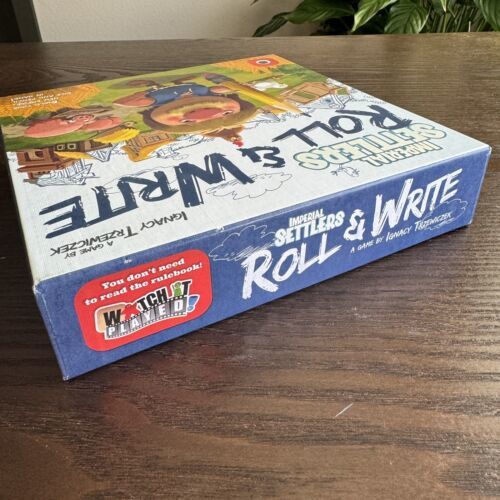 IMPERIAL
SETTLERS
ROLL & WRITE
A GAME BY
IGNACY TRZEWICZEK
IMPERIAL
SETTLERS
ROLL & WRITE
A GAME BY IGNACY TRZEWICZEK
You don't need
to read the rulebook!
WATCH IT
PLAYED!